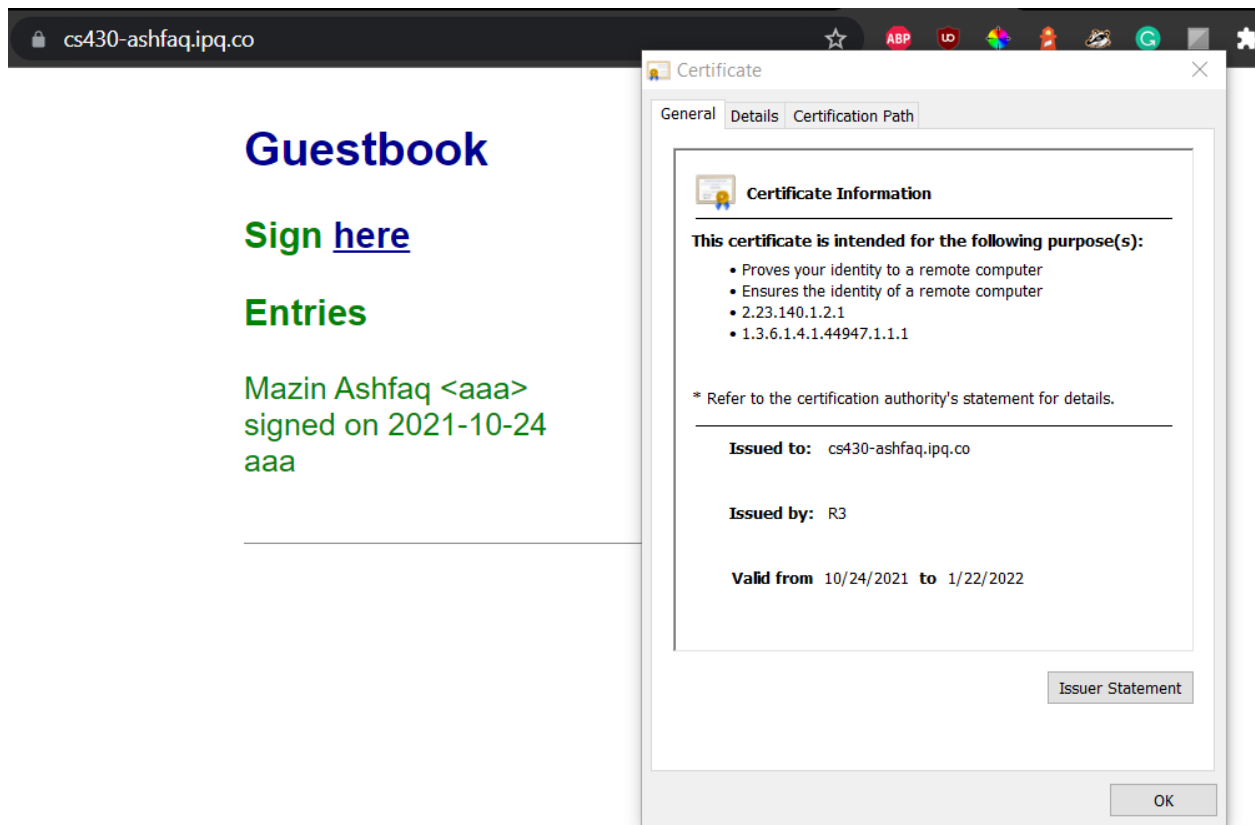 cs430-ashfaq.ipq.co
ABP
UO
G
Guestbook
Sign here
Entries
Mazin Ashfaq <aaa>
signed on 2021-10-24
aaa
Certificate
General Details Certification Path
Certificate Information
This certificate is intended for the following purpose(s):
• Proves your identity to a remote computer
• Ensures the identity of a remote computer
• 2.23.140.1.2.1
• 1.3.6.1.4.1.44947.1.1.1
* Refer to the certification authority's statement for details.
Issued to: cs430-ashfaq.ipq.co
Issued by: R3
Valid from 10/24/2021 to 1/22/2022
Issuer Statement
OK